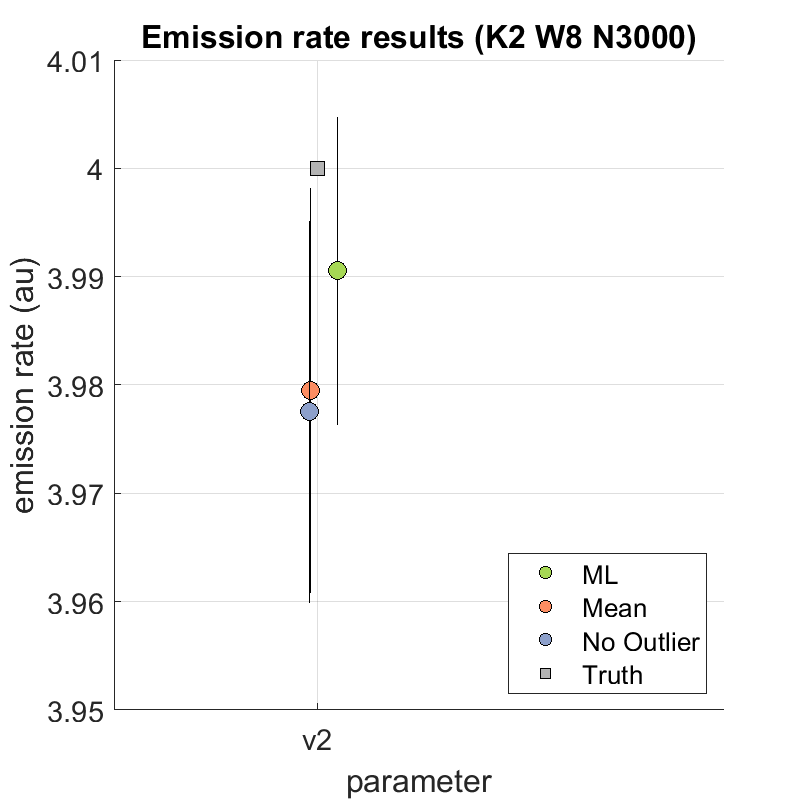 Emission rate results (K2 W8 N3000)
4.01
4
3.99
3.98
3.97
3.96
3.95
emission rate (au)
v2
parameter
ML
Mean
No Outlier
Truth